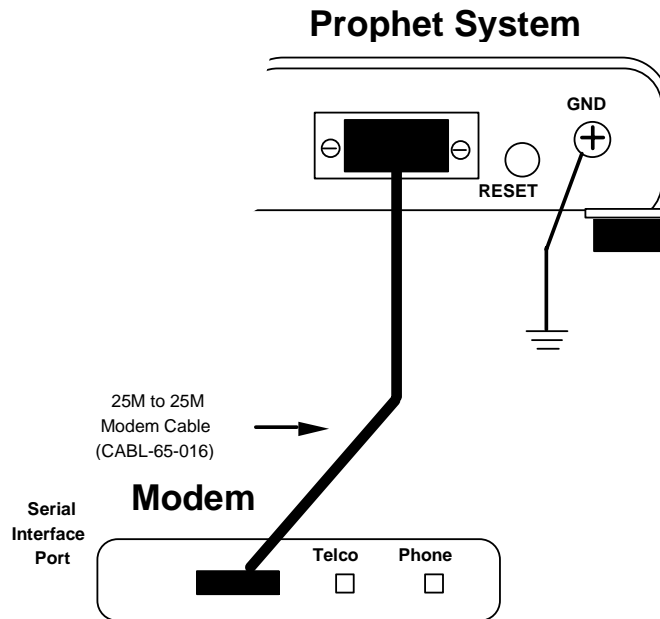 Prophet System
GND
RESET
25M to 25M
Modem Cable
(CABL-65-016)
Modem
Serial
Interface
Port
Telco
Phone